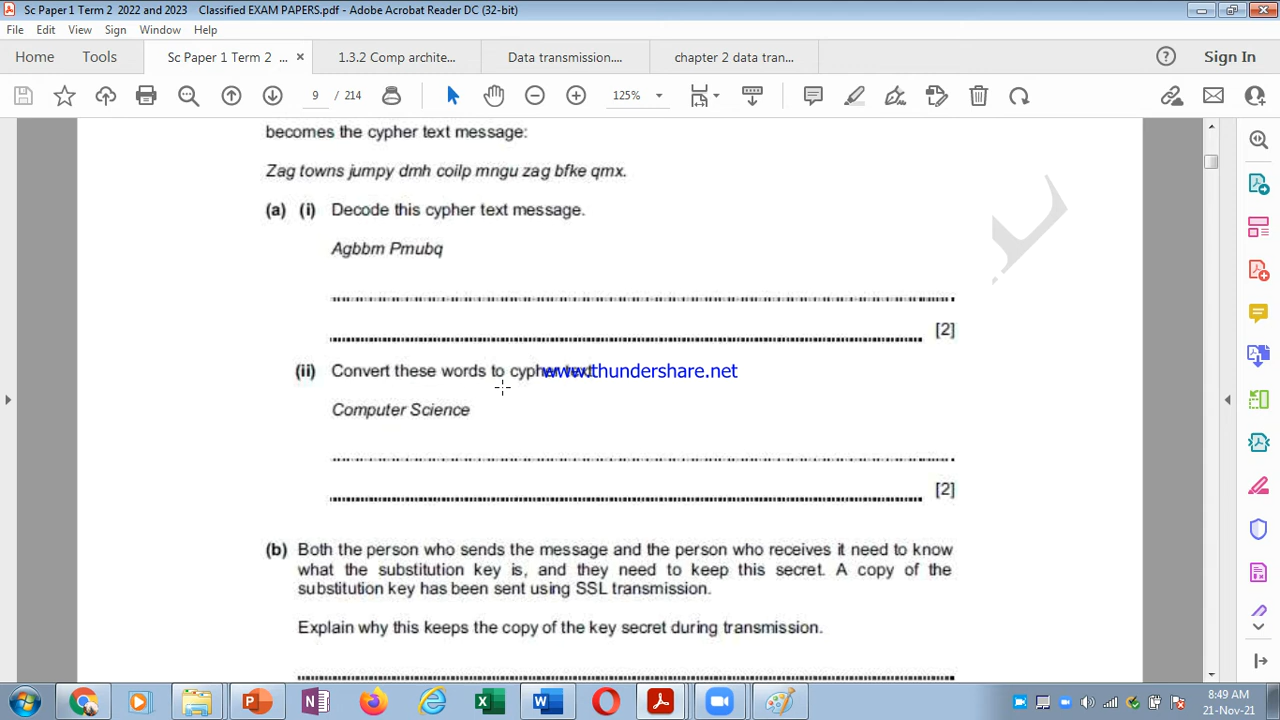 Sc Paper 1 Term 2 2022 and 2023 Classified EXAM PAPERS.pdf - Adobe Acrobat Reader DC (32-bit)
File Edit View Sign Window Help
Home Tools Sc Paper 1 Term 2 ... × 1.3.2 Comp archite... Data transmission.... chapter 2 data tran... Sign In
9 / 214 125%
becomes the cypher text message:
Zag towns jumpy dmh coilp mngu zag bfke qmx.
(a) (i) Decode this cypher text message.
Agbbm Pmubq
[2]
(ii) Convert these words to cypher text
www.thundershare.net
Computer Science
[2]
(b) Both the person who sends the message and the person who receives it need to know
what the substitution key is, and they need to keep this secret. A copy of the
substitution key has been sent using SSL transmission.
Explain why this keeps the copy of the key secret during transmission.
8:49 AM
21-Nov-21